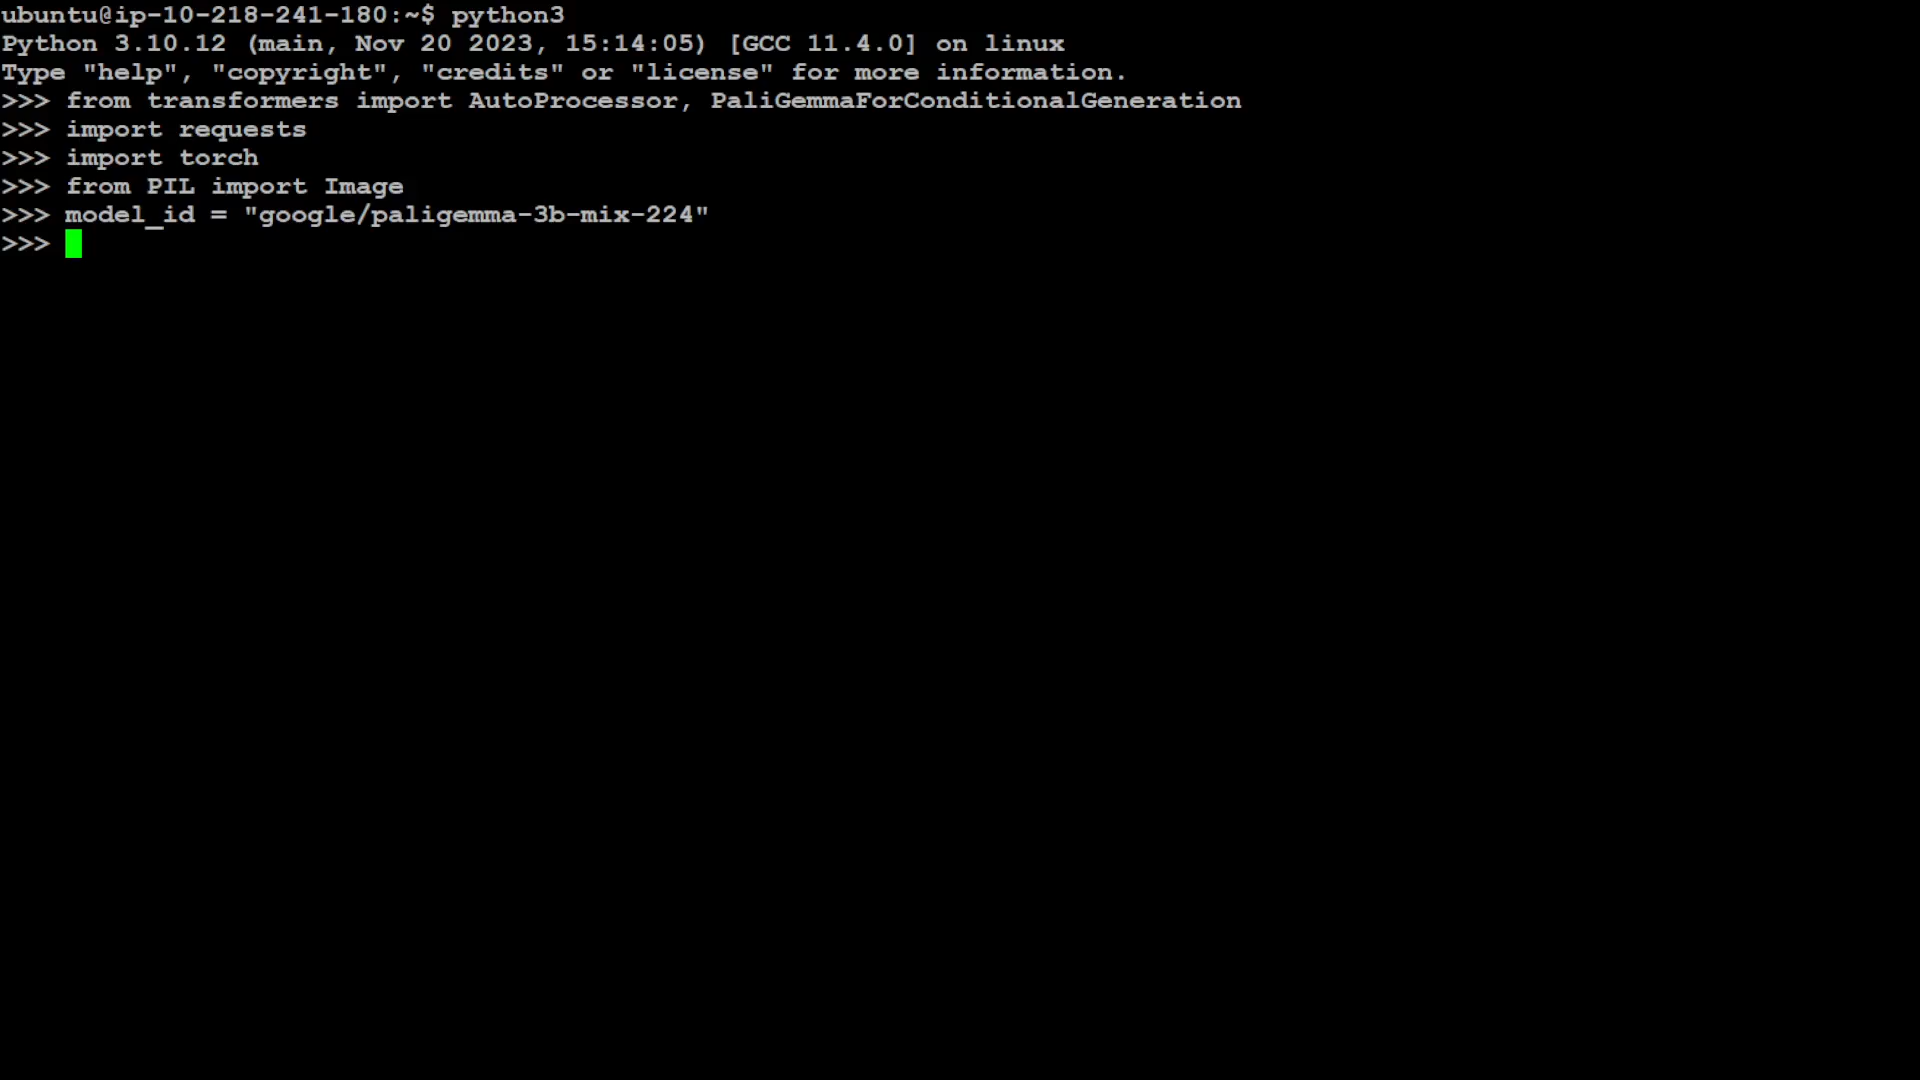 ubuntu@ip-10-218-241-180:~$ python3
Python 3.10.12 (main, Nov 20 2023, 15:14:05) [GCC 11.4.0] on linux
Type "help", "copyright", "credits" or "license" for more information.
>>> from transformers import AutoProcessor, PaliGemmaForConditionalGeneration
>>> import requests
>>> import torch
>>> from PIL import Image
>>> model_id = "google/paligemma-3b-mix-224"
>>>